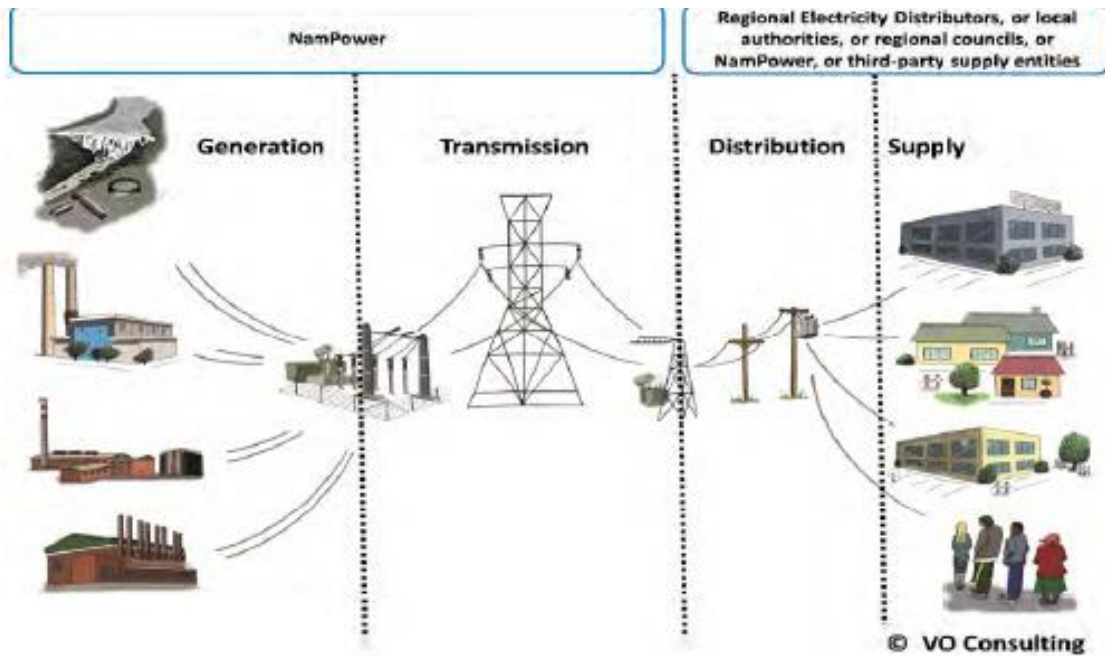 NamPower
Regional Electricity Distributors, or local
authorities, or regional councils, or
NamPower, or third-party supply entities
Generation
Transmission
Distribution
Supply
© VO Consulting